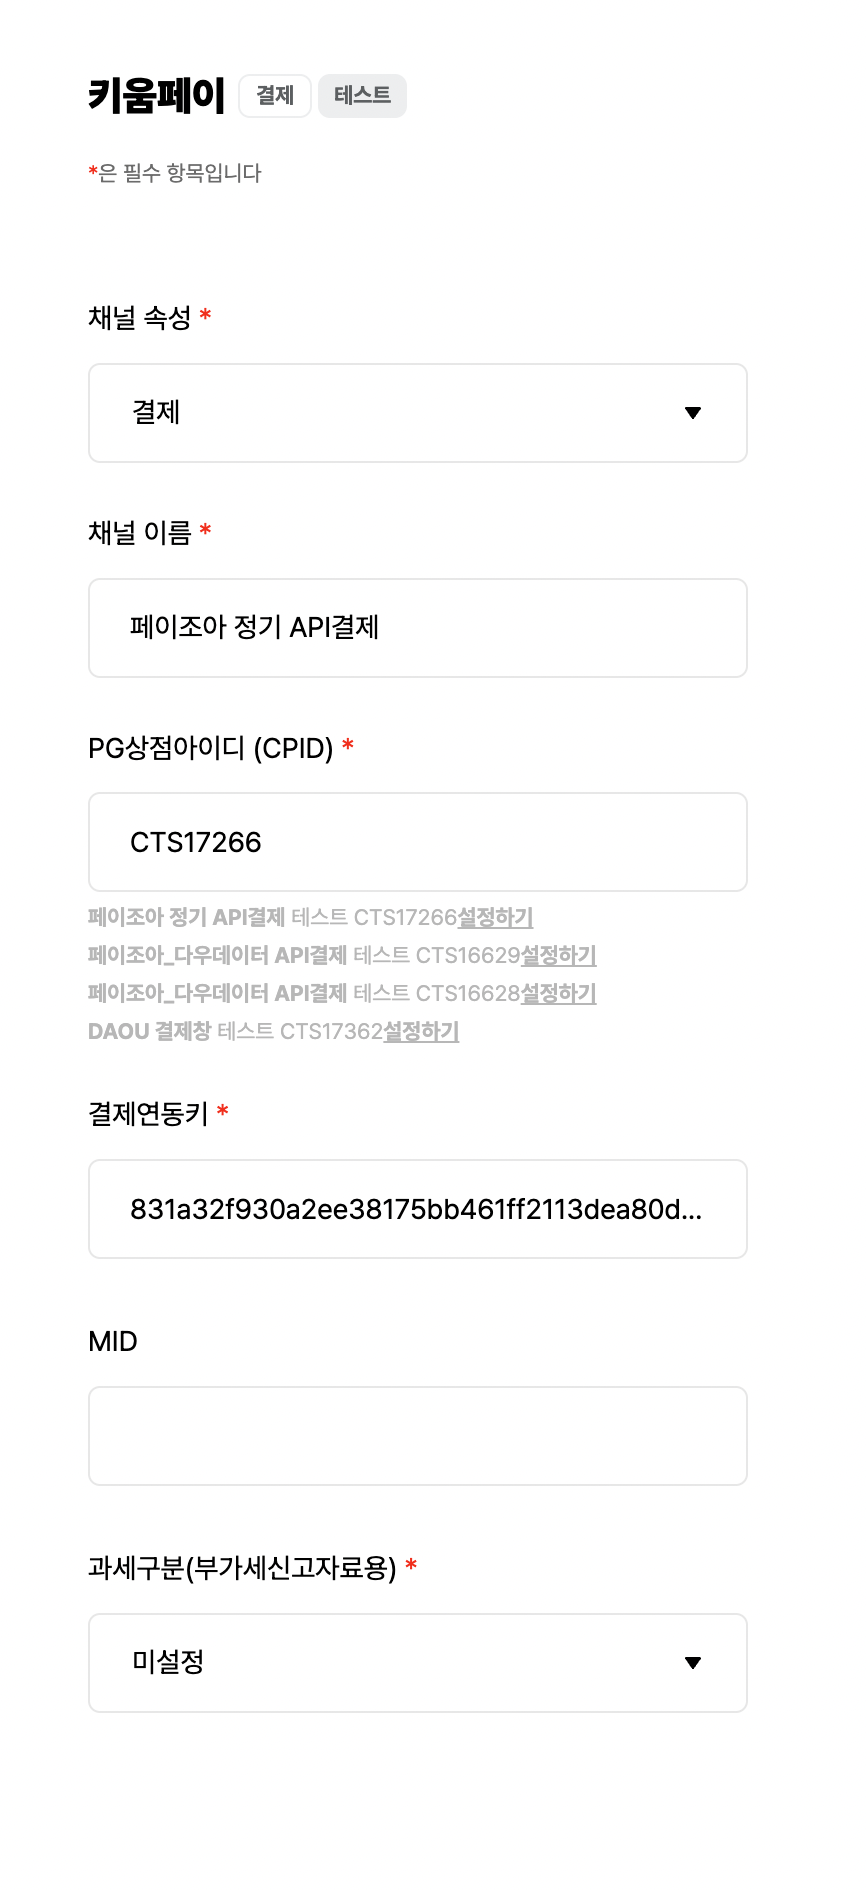 키움페이 결제 테스트
*은 필수 항목입니다
채널 속성 *
결제
채널 이름 *
페이조아 정기 API결제
PG상점아이디 (CPID) *
CTS17266
페이조아 정기 API결제 테스트 CTS17266설정하기
페이조아_다우데이터 API결제 테스트 CTS16629설정하기
페이조아_다우데이터 API결제 테스트 CTS16628설정하기
DAOU 결제창 테스트 CTS17362설정하기
결제연동키 *
831a32f930a2ee38175bb461ff2113dea80d...
MID
과세구분(부가세신고자료용) *
미설정